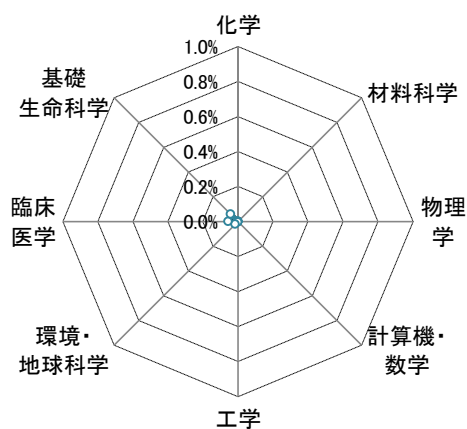 化学
1.0%
0.8%
0.6%
0.4%
0.2%
0.0%
材料科学
物理
学
計算機・
数学
工学
環境・
地球科学
臨床
医学
基礎
生命科学